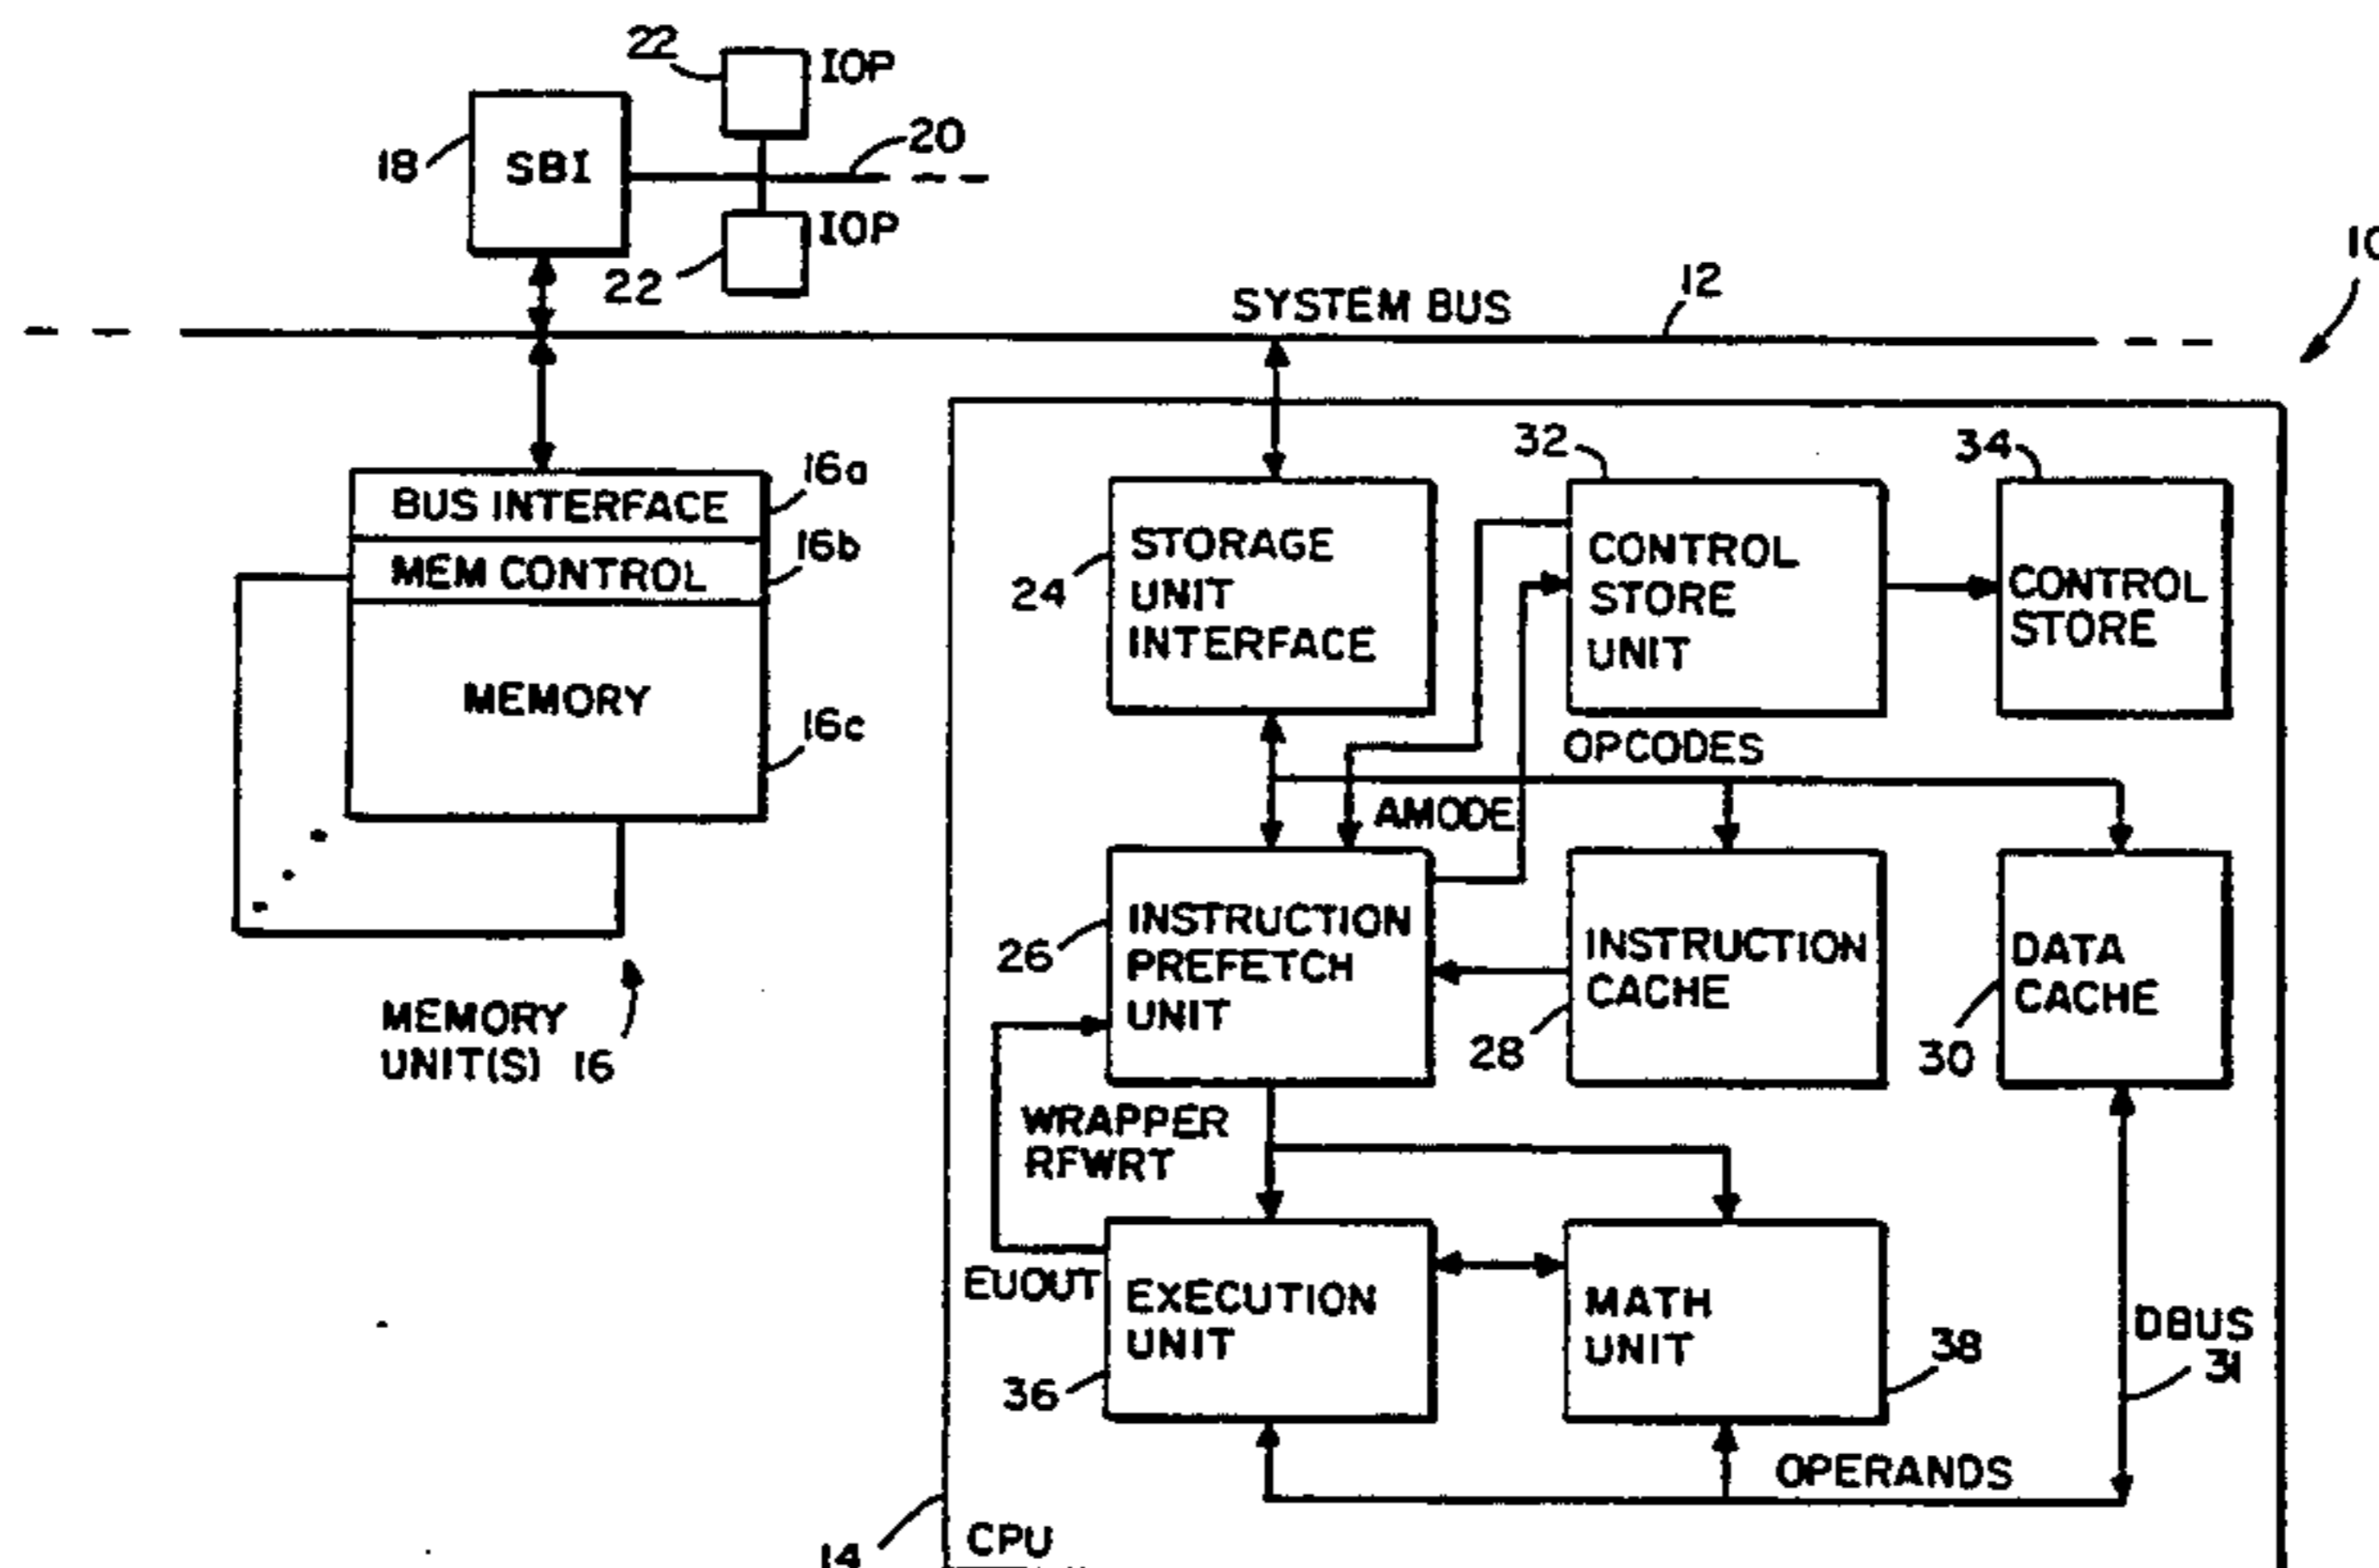 22
IOP
18
SBI
20
22
IOP
SYSTEM BUS
12
10
BUS INTERFACE
16a
MEM CONTROL
16b
MEMORY
16c
MEMORY
UNIT(S) 16
24
STORAGE
UNIT
INTERFACE
32
CONTROL
STORE
UNIT
34
CONTROL
STORE
OPCODES
AMODE
26
INSTRUCTION
PREFETCH
UNIT
INSTRUCTION
CACHE
28
DATA
CACHE
30
WRAPPER
RFWRT
EUOUT
EXECUTION
UNIT
36
MATH
UNIT
38
DBUS
31
OPERANDS
14
CPU